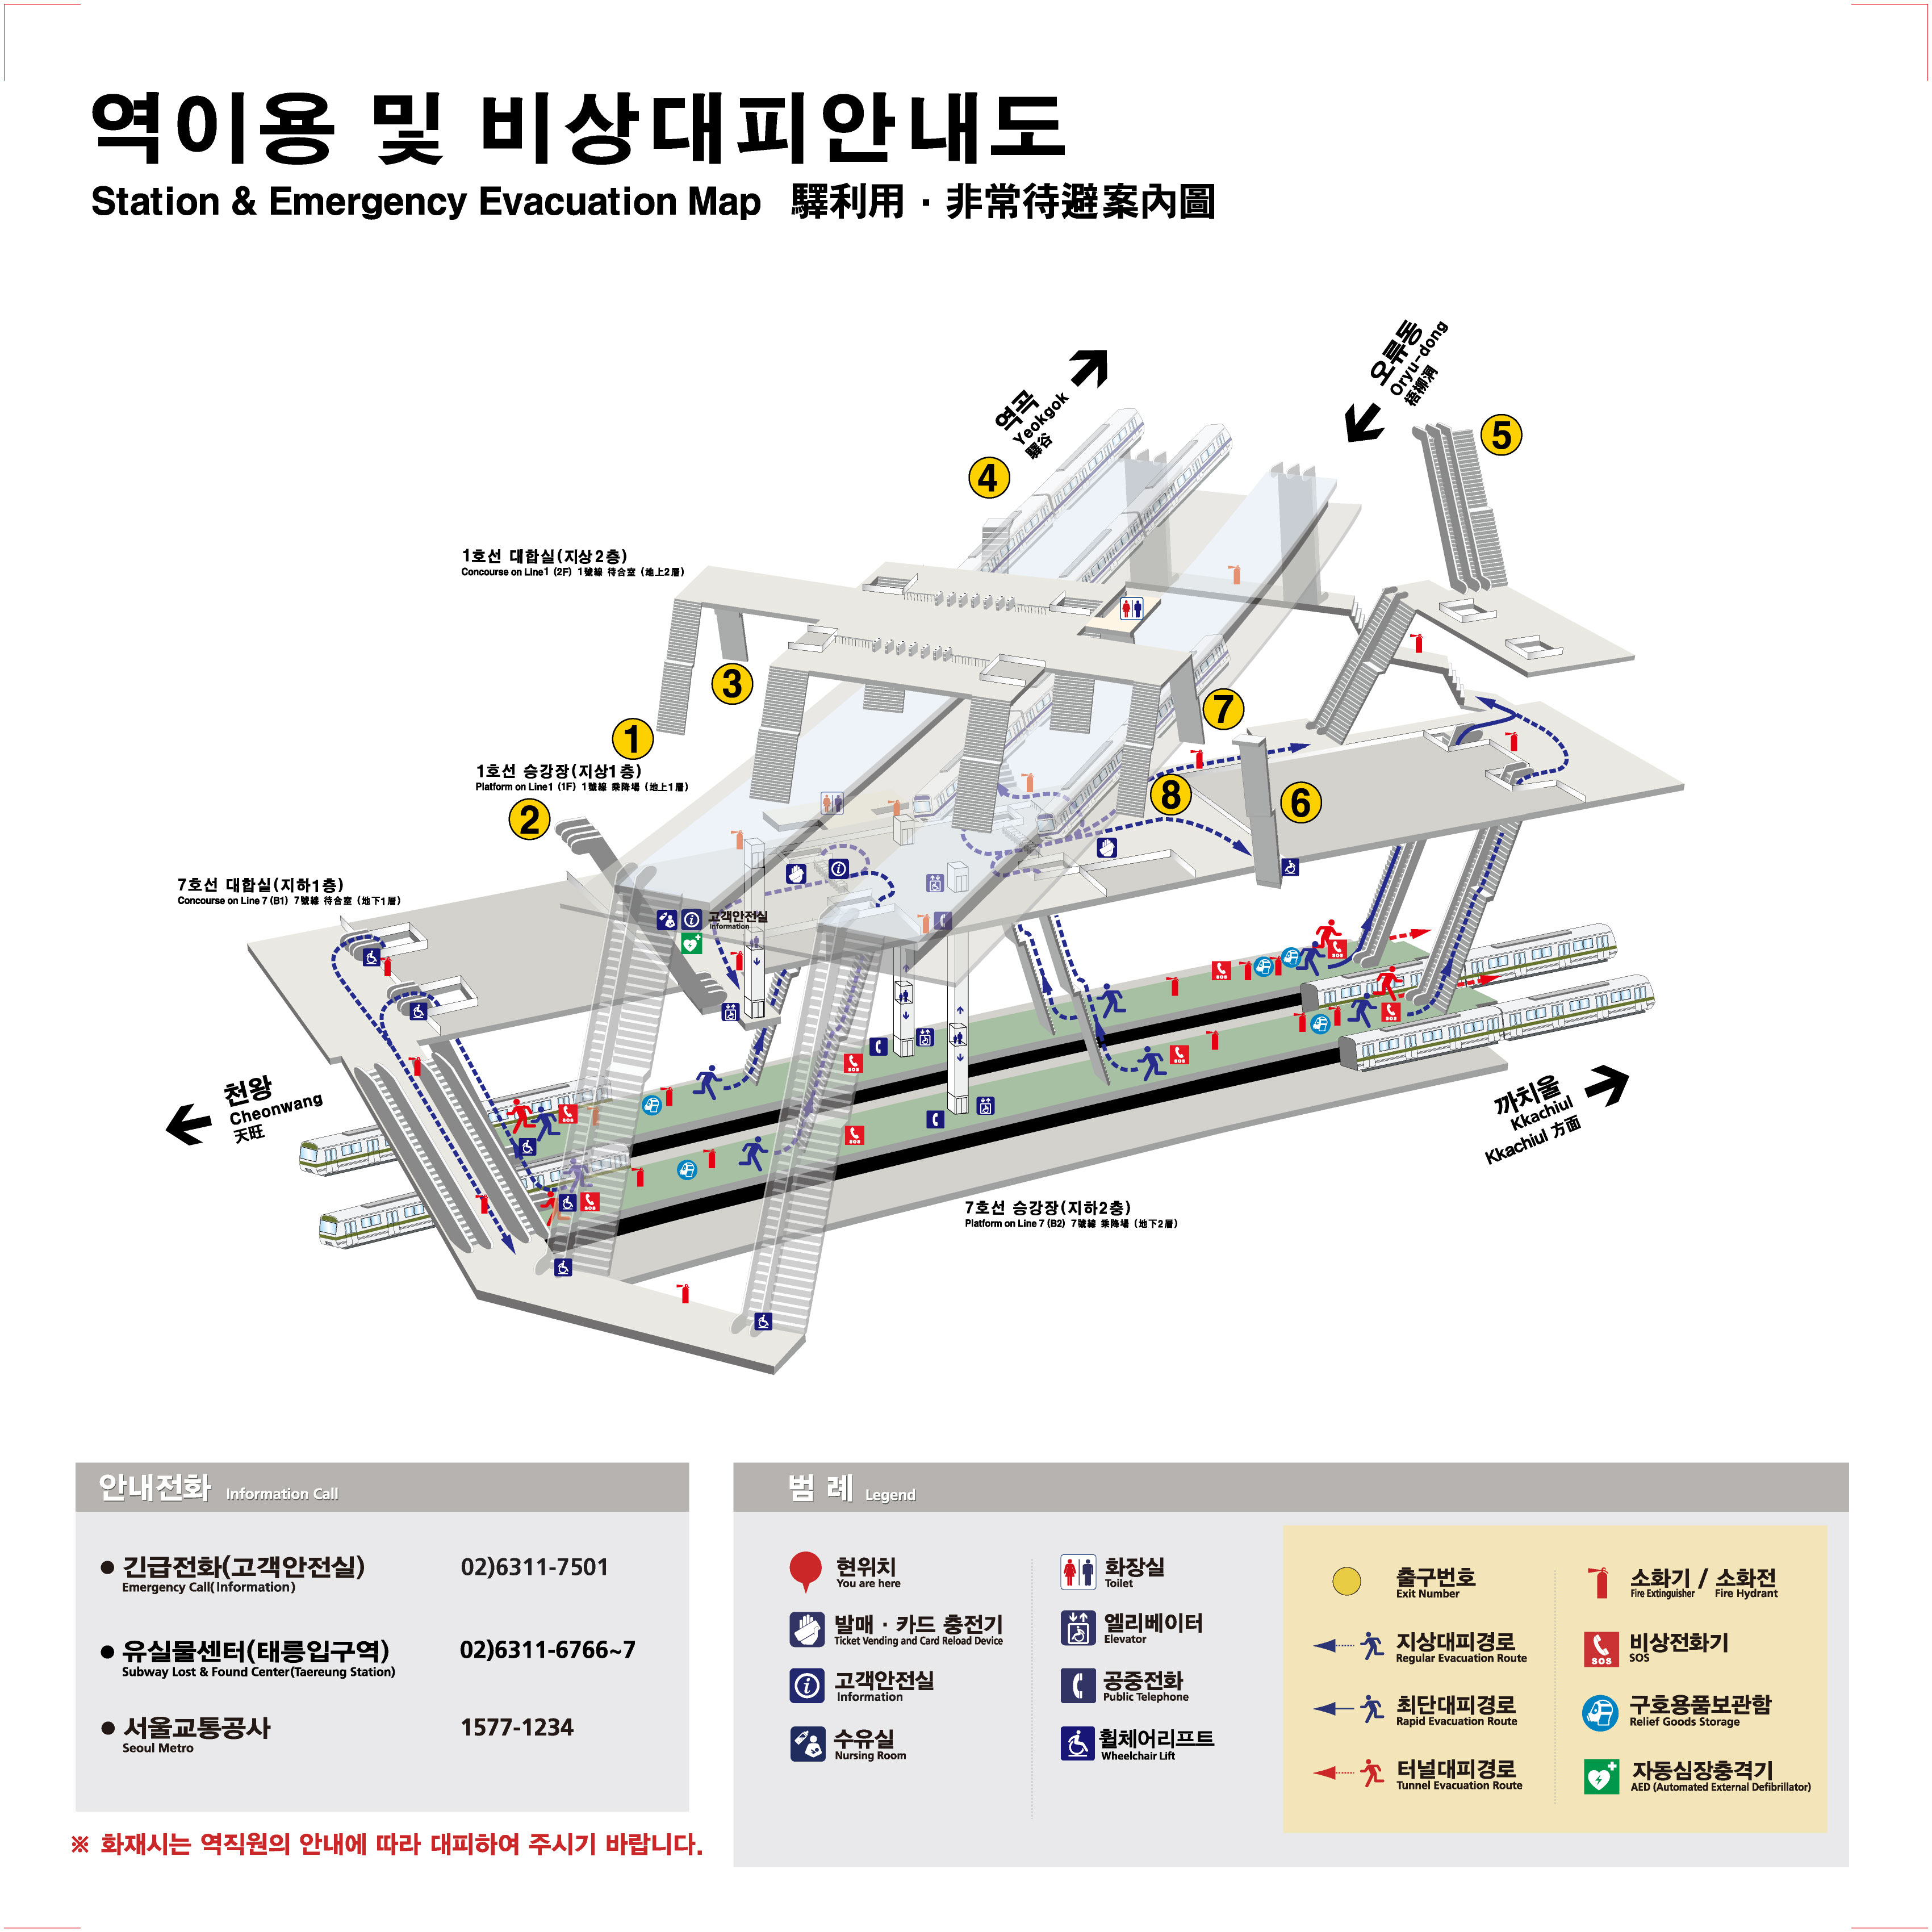 역이용 및 비상대피안내도
Station & Emergency Evacuation Map 驛利用 · 非常待避案內圖
오류동
Oryu-dong
梧柳洞
역곡
Yeokgok
驛谷
5
4
1호선 대합실(지상2층)
Concourse on Line1 (2F) 1號線 待合室 (地上2層)
3
7
1
1호선 승강장(지상1층)
Platform on Line1 (1F) 1號線 乘降場 (地上1層)
8
6
2
7호선 대합실(지하1층)
Concourse on Line 7 (B1) 7號線 待合室 (地下1層)
고객안전실
Information
SOS
SOS
SOS
SOS
SOS
SOS
SOS
SOS
천왕
Cheonwang
天旺
까치울
Kkachiul
Kkachiul 方面
7호선 승강장(지하2층)
Platform on Line 7 (B2) 7號線 乘降場 (地下2層)
안내전화 Information Call
긴급전화(고객안전실) 02)6311-7501
Emergency Call(Information)
유실물센터(태릉입구역) 02)6311-6766~7
Subway Lost & Found Center(Taereung Station)
서울교통공사 1577-1234
Seoul Metro
※ 화재시는 역직원의 안내에 따라 대피하여 주시기 바랍니다.
범 례 Legend
현위치
You are here
발매 · 카드 충전기
Ticket Vending and Card Reload Device
고객안전실
Information
수유실
Nursing Room
화장실
Toilet
엘리베이터
Elevator
공중전화
Public Telephone
휠체어리프트
Wheelchair Lift
출구번호
Exit Number
지상대피경로
Regular Evacuation Route
최단대피경로
Rapid Evacuation Route
터널대피경로
Tunnel Evacuation Route
소화기 / 소화전
Fire Extinguisher Fire Hydrant
SOS
비상전화기
SOS
구호용품보관함
Relief Goods Storage
자동심장충격기
AED (Automated External Defibrillator)